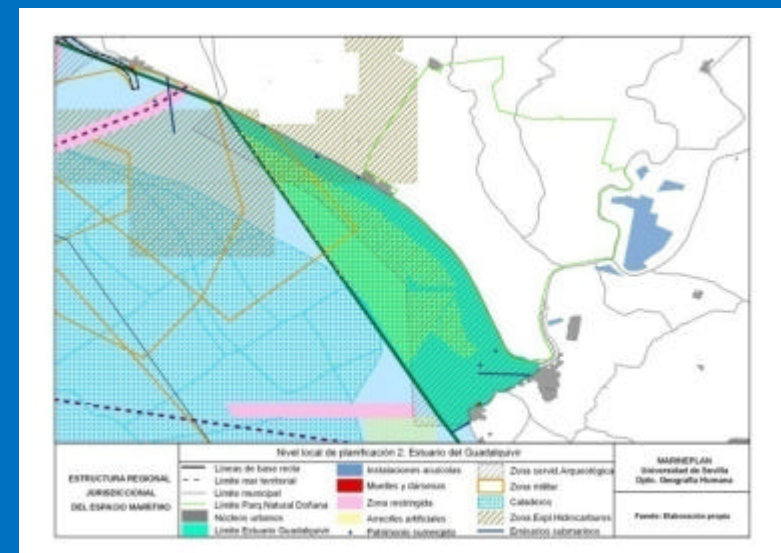 Nivel local de planificación 2. Estuario del Guadalquivir
ESTRUCTURA REGIONAL
JURISDICCIONAL
DEL ESPACIO MARÍTIMO
Líneas de base recta
Límite mar territorial
Límite municipal
Límite Parq.Natural Doñana
Núcleos urbanos
Límite Estuario Guadalquivir
Instalaciones acuícolas
Muelles y dársenas
Zona restringida
Arrecifes artificiales
Patrimonio sumergido
Zona servid.Arqueológica
Zona militar
Caladeros
Zona Expl.Hidrocarburos
Emisarios submarinos
MARINEPLAN
Universidad de Sevilla
Dpto. Geografía Humana
Fuente: Elaboración propia